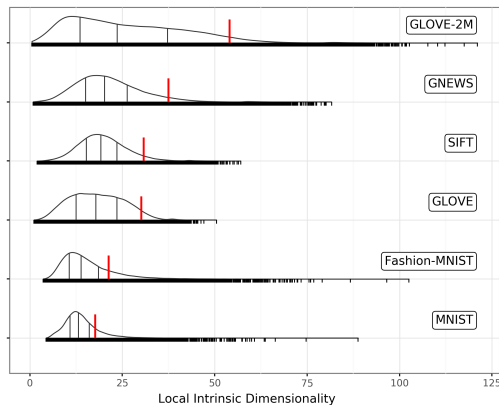 GLOVE-2M
GNEWS
SIFT
GLOVE
Fashion-MNIST
MNIST
0 25 50 75 100 125
Local Intrinsic Dimensionality